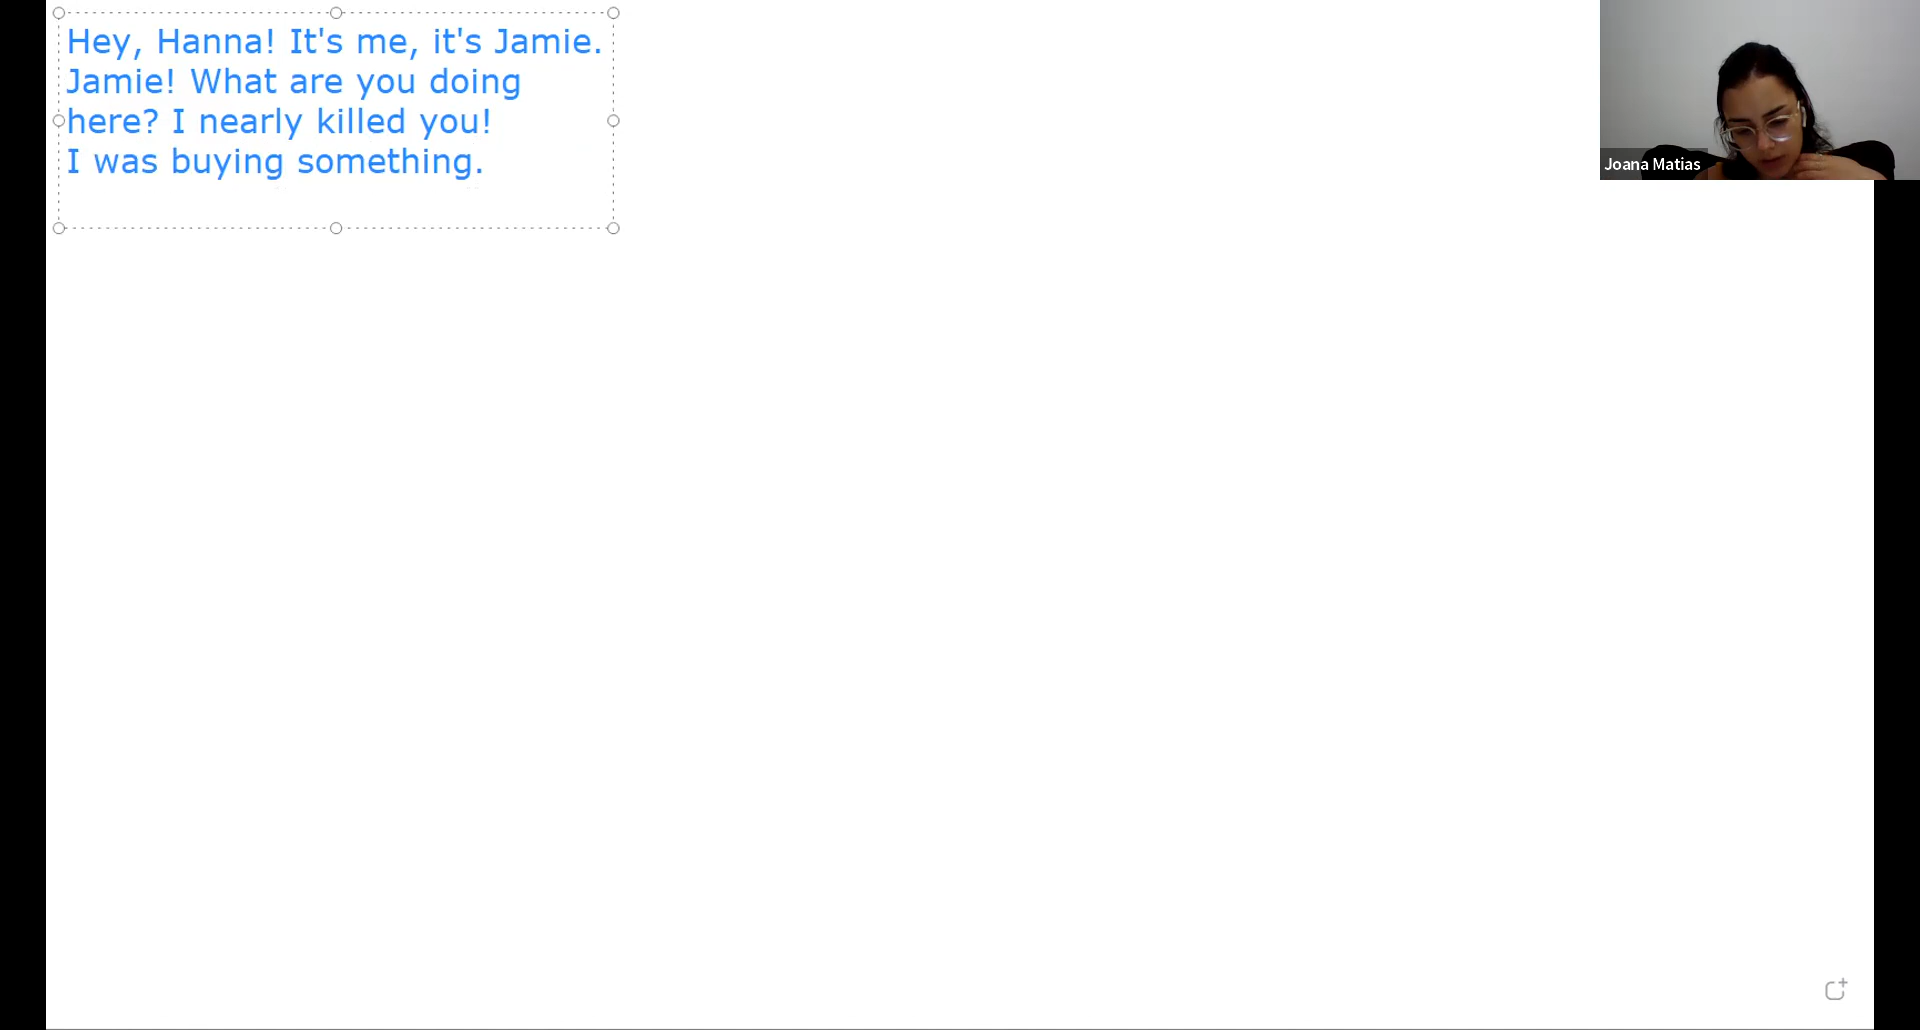 Hey, Hanna! It's me, it's Jamie.
Jamie! What are you doing
here? I nearly killed you!
I was buying something.
Joana Matias